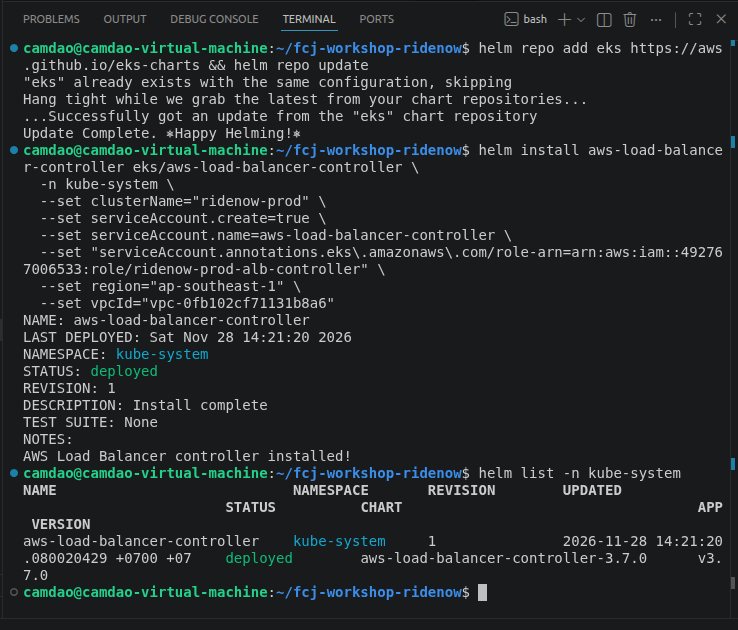 PROBLEMS OUTPUT DEBUG CONSOLE TERMINAL PORTS bash
camdao@camdao-virtual-machine:~/fcj-workshop-ridenow$ helm repo add eks https://aws
.github.io/eks-charts && helm repo update
"eks" already exists with the same configuration, skipping
Hang tight while we grab the latest from your chart repositories...
...Successfully got an update from the "eks" chart repository
Update Complete. ⎈Happy Helming!⎈
camdao@camdao-virtual-machine:~/fcj-workshop-ridenow$ helm install aws-load-balance
r-controller eks/aws-load-balancer-controller \
  -n kube-system \
  --set clusterName="ridenow-prod" \
  --set serviceAccount.create=true \
  --set serviceAccount.name=aws-load-balancer-controller \
  --set "serviceAccount.annotations.eks\.amazonaws\.com/role-arn=arn:aws:iam::49276
7006533:role/ridenow-prod-alb-controller" \
  --set region="ap-southeast-1" \
  --set vpcId="vpc-0fb102cf71131b8a6"
NAME: aws-load-balancer-controller
LAST DEPLOYED: Sat Nov 28 14:21:20 2026
NAMESPACE: kube-system
STATUS: deployed
REVISION: 1
DESCRIPTION: Install complete
TEST SUITE: None
NOTES:
AWS Load Balancer controller installed!
camdao@camdao-virtual-machine:~/fcj-workshop-ridenow$ helm list -n kube-system
NAME NAMESPACE REVISION UPDATED
STATUS CHART APP
 VERSION
aws-load-balancer-controller kube-system 1 2026-11-28 14:21:20
.080020429 +0700 +07 deployed aws-load-balancer-controller-3.7.0 v3.
7.0
camdao@camdao-virtual-machine:~/fcj-workshop-ridenow$